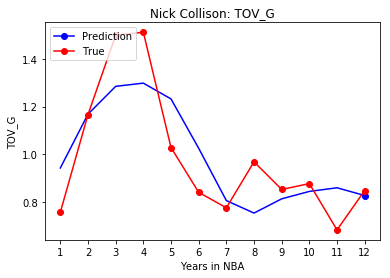 Nick Collison: TOV_G
Prediction
True
1.4
1.2
1.0
0.8
TOV_G
1 2 3 4 5 6 7 8 9 10 11 12
Years in NBA